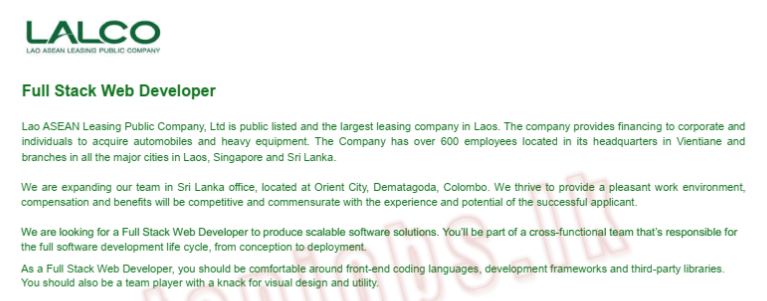 LALCO
LAO ASEAN LEASING PUBLIC COMPANY
Full Stack Web Developer
Lao ASEAN Leasing Public Company, Ltd is public listed and the largest leasing company in Laos. The company provides financing to corporate and
individuals to acquire automobiles and heavy equipment. The Company has over 600 employees located in its headquarters in Vientiane and
branches in all the major cities in Laos, Singapore and Sri Lanka.
We are expanding our team in Sri Lanka office, located at Orient City, Dematagoda, Colombo. We thrive to provide a pleasant work environment,
compensation and benefits will be competitive and commensurate with the experience and potential of the successful applicant.
We are looking for a Full Stack Web Developer to produce scalable software solutions. You'll be part of a cross-functional team that's responsible for
the full software development life cycle, from conception to deployment.
As a Full Stack Web Developer, you should be comfortable around front-end coding languages, development frameworks and third-party libraries.
You should also be a team player with a knack for visual design and utility.